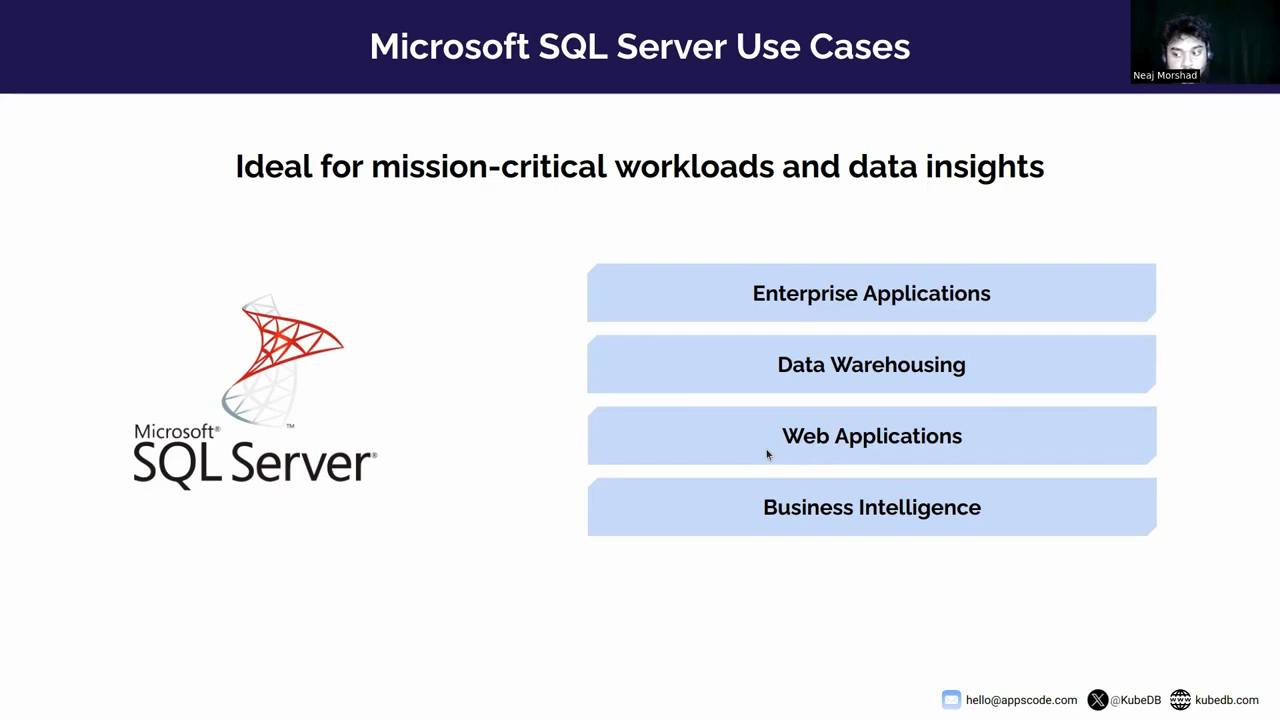 Microsoft SQL Server Use Cases
Neaj Morshad
Ideal for mission-critical workloads and data insights
Enterprise Applications
Data Warehousing
Web Applications
Business Intelligence
Microsoft®
SQL Server®
™
hello@appscode.com
@KubeDB
kubedb.com